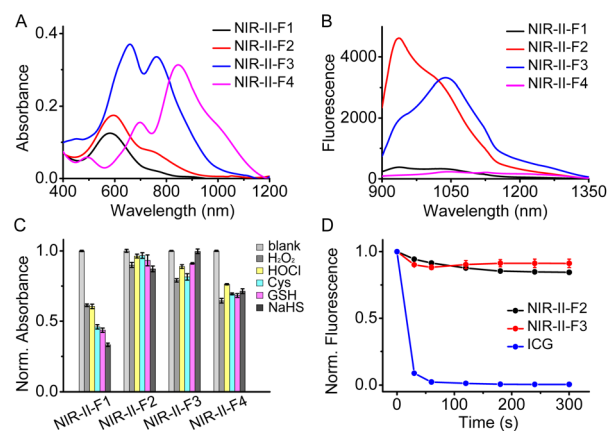 A
0.4
0.2
0.0
Absorbance
NIR-II-F1
NIR-II-F2
NIR-II-F3
NIR-II-F4
400 600 800 1000 1200
Wavelength (nm)
B
4000
2000
0
Fluorescence
NIR-II-F1
NIR-II-F2
NIR-II-F3
NIR-II-F4
900 1050 1200 1350
Wavelength (nm)
C
1.0
0.5
0.0
Norm. Absorbance
blank
H₂O₂
HOCl
Cys
GSH
NaHS
NIR-II-F1 NIR-II-F2 NIR-II-F3 NIR-II-F4
D
1.0
0.5
0.0
Norm. Fluorescence
NIR-II-F2
NIR-II-F3
ICG
0 100 200 300
Time (s)